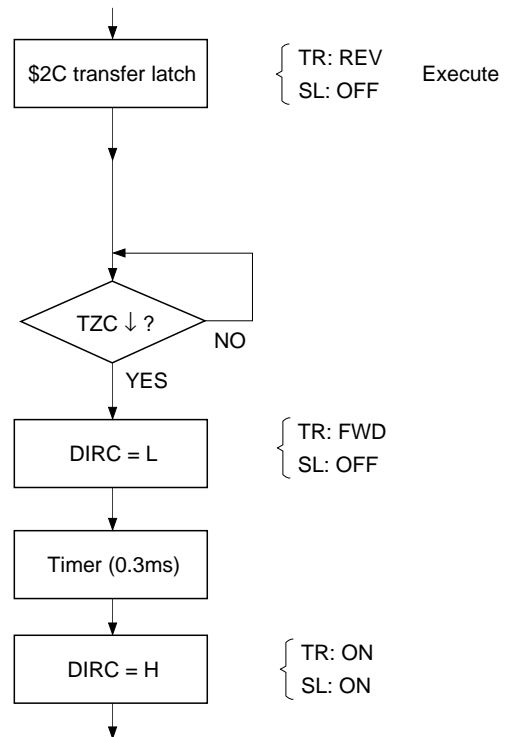 $2C transfer latch
TR: REV
SL: OFF
Execute
TZC ↓ ?
NO
YES
DIRC = L
TR: FWD
SL: OFF
Timer (0.3ms)
DIRC = H
TR: ON
SL: ON